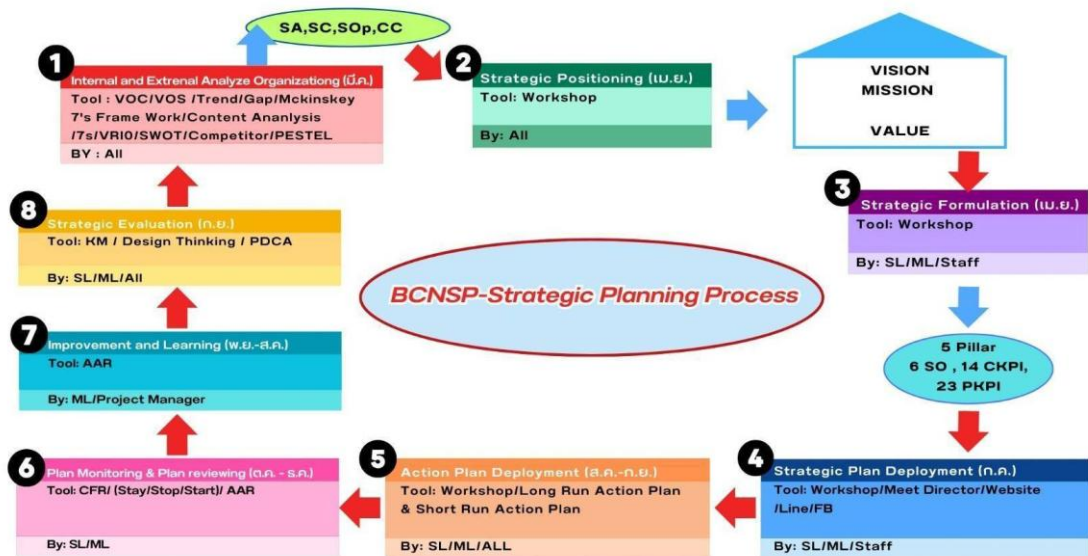 SA,SC,SOp,CC
1
Internal and Extrenal Analyze Organizationg (มี.ค.)
Tool : VOC/VOS /Trend/Gap/Mckinskey
7's Frame Work/Content Ananlysis
/7s/VRI0/SWOT/Competitor/PESTEL
BY : All
2
Strategic Positioning (เม.ย.)
Tool: Workshop
By: All
VISION
MISSION
VALUE
3
Strategic Formulation (เม.ย.)
Tool: Workshop
By: SL/ML/Staff
5 Pillar
6 SO , 14 CKPI,
23 PKPI
4
Strategic Plan Deployment (ก.ค.)
Tool: Workshop/Meet Director/Website
/Line/FB
By: SL/ML/Staff
5
Action Plan Deployment (ส.ค.-ก.ย.)
Tool: Workshop/Long Run Action Plan
& Short Run Action Plan
By: SL/ML/ALL
6
Plan Monitoring & Plan reviewing (ต.ค. - ธ.ค.)
Tool: CFR/ (Stay/Stop/Start)/ AAR
By: SL/ML
7
Improvement and Learning (พ.ย.-ส.ค.)
Tool: AAR
By: ML/Project Manager
8
Strategic Evaluation (ก.ย.)
Tool: KM / Design Thinking / PDCA
By: SL/ML/All
BCNSP-Strategic Planning Process